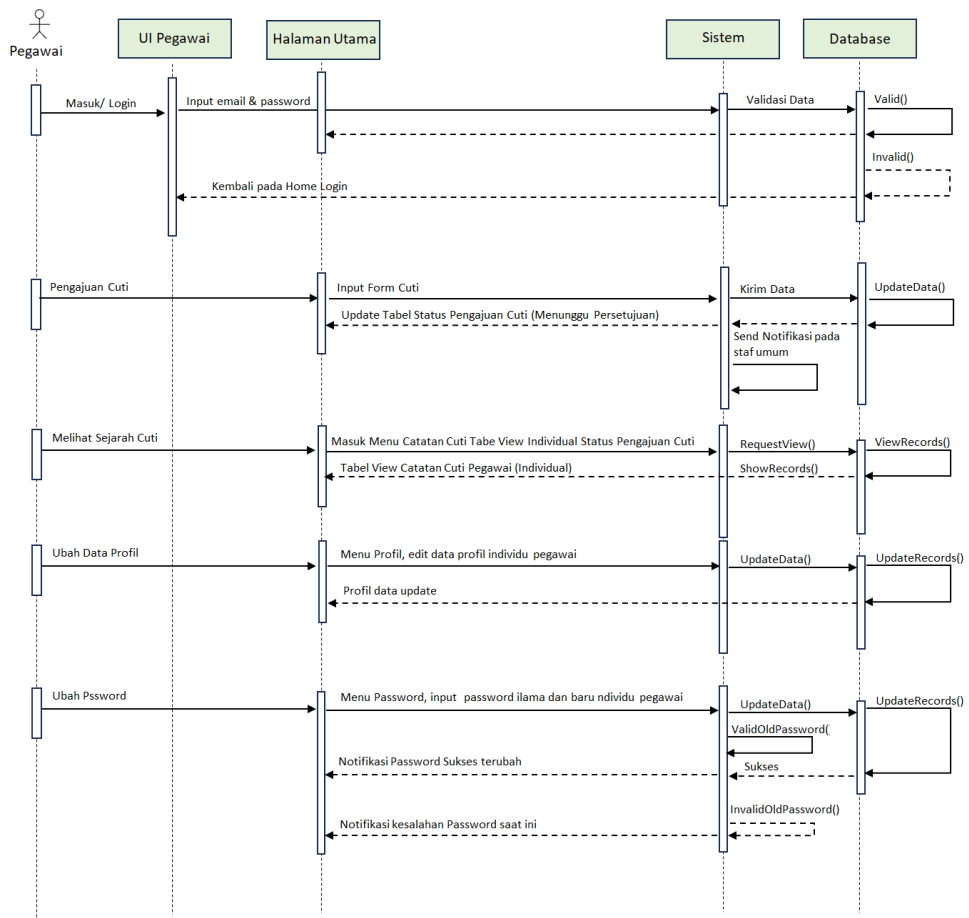 Pegawai
UI Pegawai
Halaman Utama
Sistem
Database
Masuk/ Login
Input email & password
Validasi Data
Valid()
Invalid()
Kembali pada Home Login
Pengajuan Cuti
Input Form Cuti
Kirim Data
UpdateData()
Update Tabel Status Pengajuan Cuti (Menunggu Persetujuan)
Send Notifikasi pada
staf umum
Melihat Sejarah Cuti
Masuk Menu Catatan Cuti Tabe View Individual Status Pengajuan Cuti
RequestView()
ViewRecords()
Tabel View Catatan Cuti Pegawai (Individual)
ShowRecords()
Ubah Data Profil
Menu Profil, edit data profil individu pegawai
UpdateData()
UpdateRecords()
Profil data update
Ubah Pssword
Menu Password, input  password ilama dan baru ndividu pegawai
UpdateData()
UpdateRecords()
ValidOldPassword(
Notifikasi Password Sukses terubah
Sukses
InvalidOldPassword()
Notifikasi kesalahan Password saat ini